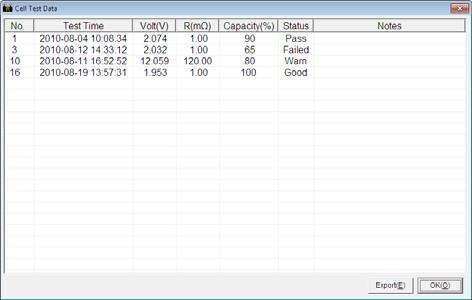 Cell Test Data
No. Test Time Volt(V) R(mΩ) Capacity(%) Status Notes
1 2010-08-04 10:08:34 2.074 1.00 90 Pass
3 2010-08-12 14:33:12 2.032 1.00 65 Failed
10 2010-08-11 16:52:52 12.059 120.00 80 Warn
16 2010-08-19 13:57:31 1.953 1.00 100 Good
Export(E) OK(O)